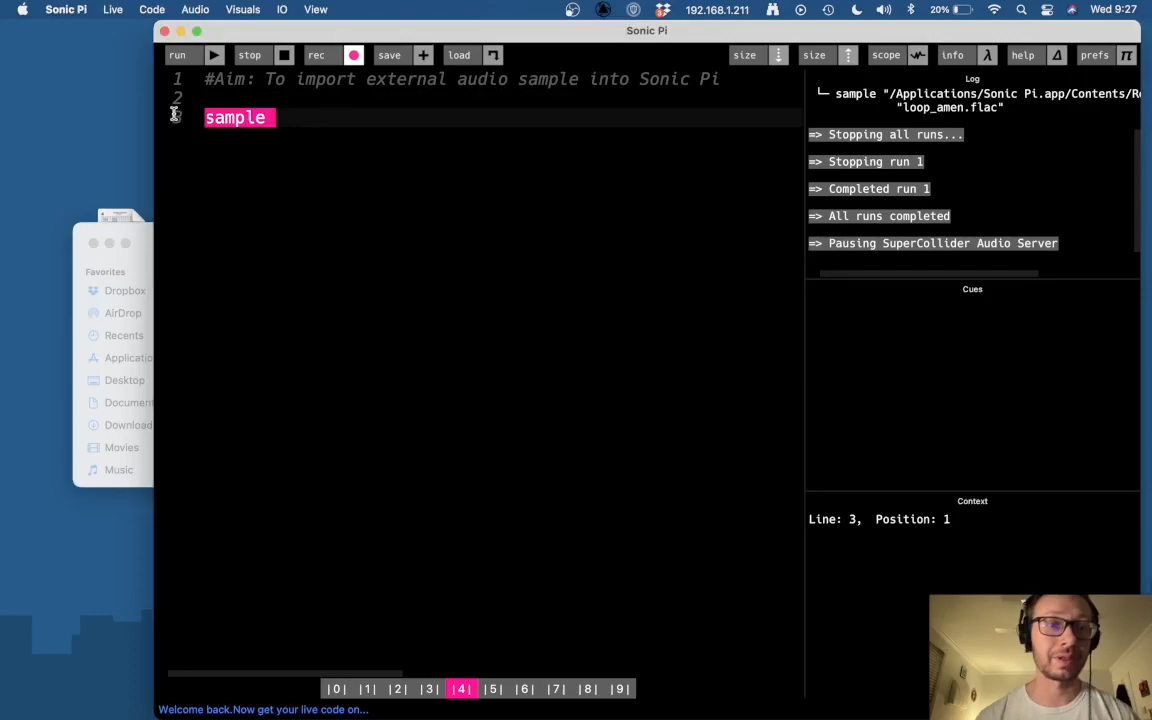 Sonic Pi Live Code Audio Visuals IO View 192.168.1.211 20% Wed 9:27
Sonic Pi
run stop rec save load size size scope info help prefs
1 #Aim: To import external audio sample into Sonic Pi
2
sample
Log
sample "/Applications/Sonic Pi.app/Contents/Re
"loop_amen.flac"
=> Stopping all runs...
=> Stopping run 1
=> Completed run 1
=> All runs completed
=> Pausing SuperCollider Audio Server
Cues
Context
Line: 3, Position: 1
Favorites
Dropbox
AirDrop
Recents
Applicatio
Desktop
Document
Download
Movies
Music
|0| |1| |2| |3| |4| |5| |6| |7| |8| |9|
Welcome back.Now get your live code on...